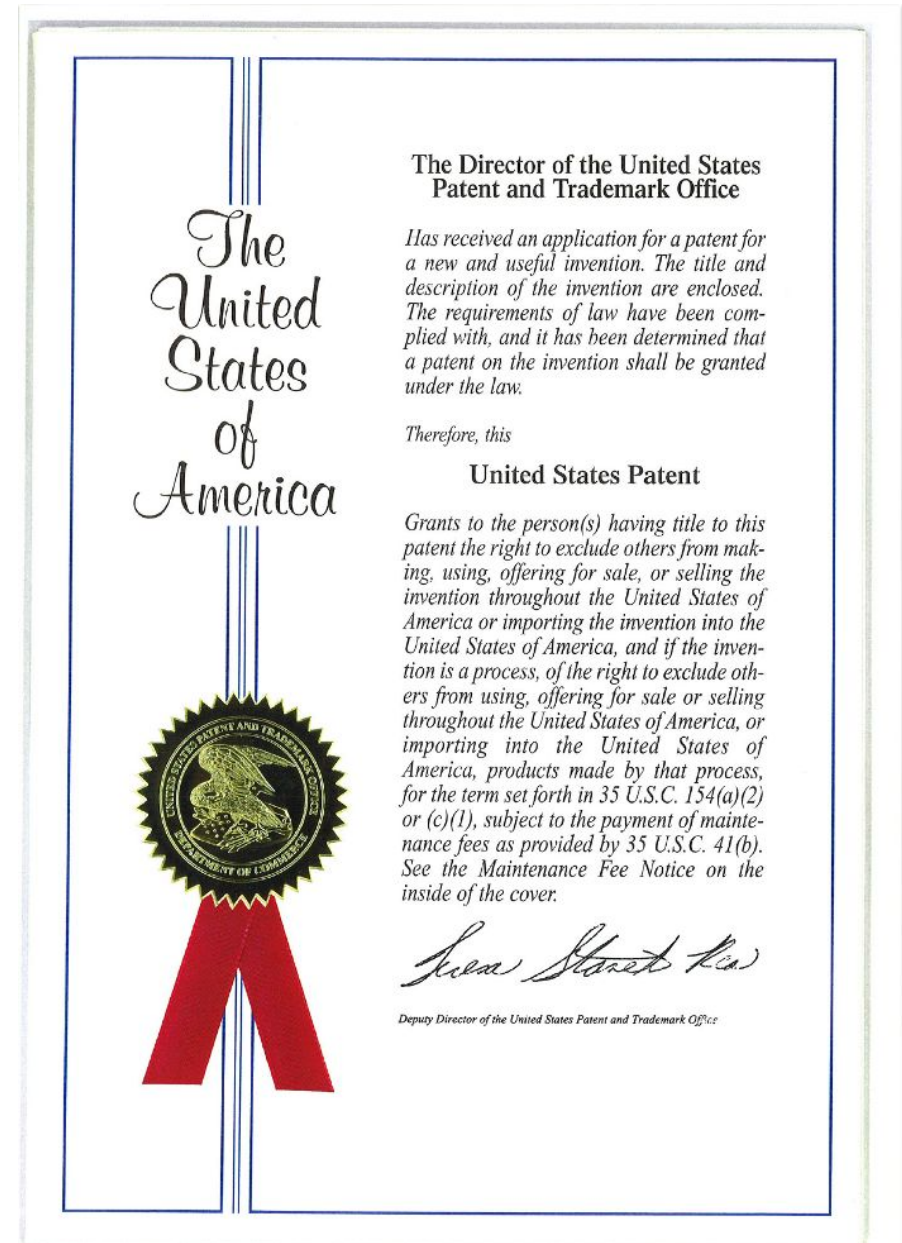 The
United
States
of
America
UNITED STATES PATENT AND TRADEMARK OFFICE
DEPARTMENT OF COMMERCE
The Director of the United States
Patent and Trademark Office
Has received an application for a patent for
a new and useful invention. The title and
description of the invention are enclosed.
The requirements of law have been com-
plied with, and it has been determined that
a patent on the invention shall be granted
under the law.
Therefore, this
United States Patent
Grants to the person(s) having title to this
patent the right to exclude others from mak-
ing, using, offering for sale, or selling the
invention throughout the United States of
America or importing the invention into the
United States of America, and if the inven-
tion is a process, of the right to exclude oth-
ers from using, offering for sale or selling
throughout the United States of America, or
importing into the United States of
America, products made by that process,
for the term set forth in 35 U.S.C. 154(a)(2)
or (c)(1), subject to the payment of mainte-
nance fees as provided by 35 U.S.C. 41(b).
See the Maintenance Fee Notice on the
inside of the cover.
Deputy Director of the United States Patent and Trademark Office